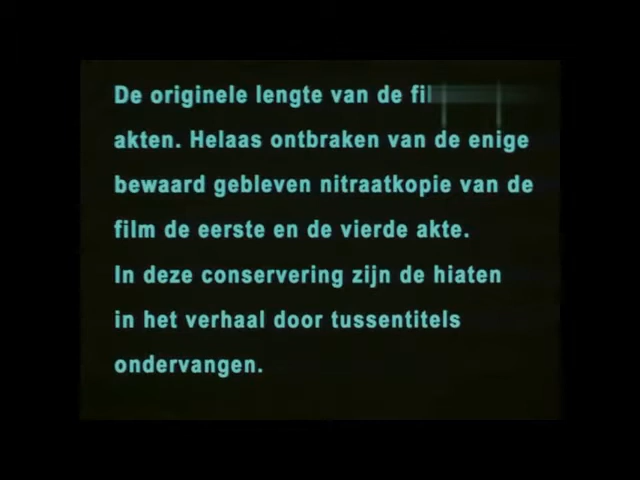 De originele lengte van de fil
akten. Helaas ontbraken van de enige
bewaard gebleven nitraatkopie van de
film de eerste en de vierde akte.
In deze conservering zijn de hiaten
in het verhaal door tussentitels
ondervangen.